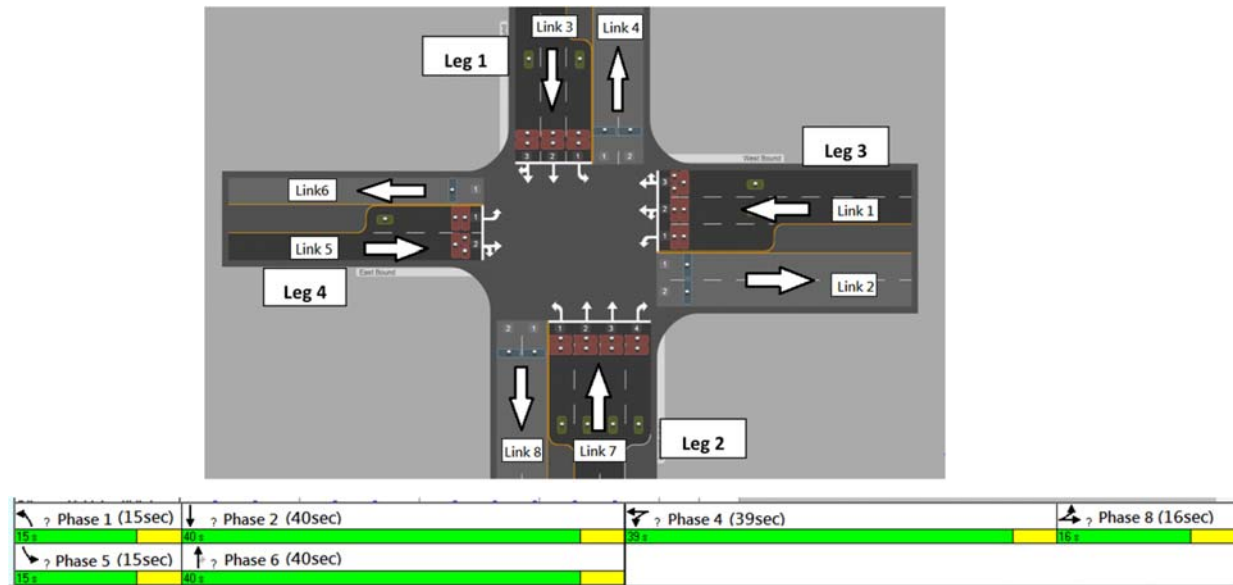 Link 3
Link 4
Leg 1
3 2 1
1 2
West Bound
Leg 3
Link6
1
3
Link 1
1
2
Link 5
2
1
1
Link 2
East Bound
2
Leg 4
2 1
1 2 3 4
Link 8
Link 7
Leg 2
? Phase 1 (15sec)
? Phase 2 (40sec)
? Phase 4 (39sec)
? Phase 8 (16sec)
15 s
40 s
39 s
16 s
? Phase 5 (15sec)
? Phase 6 (40sec)
15 s
40 s